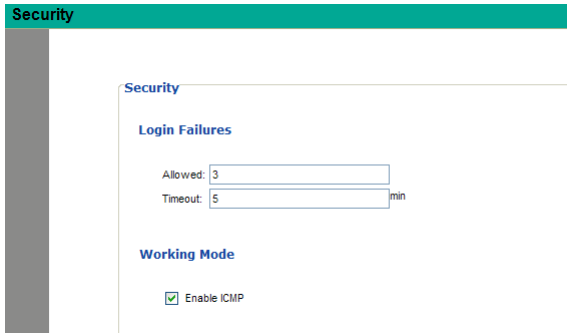 Security
Security
Login Failures
Allowed: 3
Timeout: 5 min
Working Mode
Enable ICMP